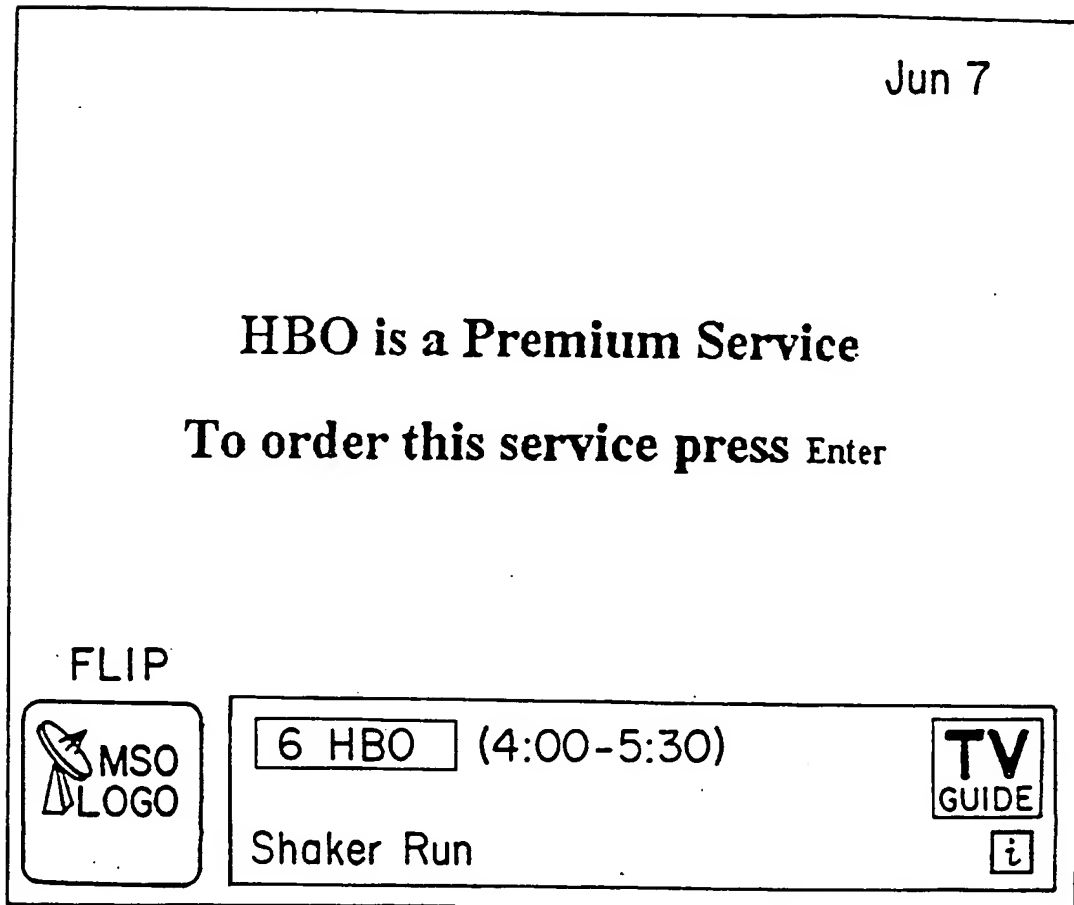 Jun 7
HBO is a Premium Service
To order this service press Enter
FLIP
MSO
LOGO
6 HBO (4:00-5:30)
TV
GUIDE
Shaker Run
i